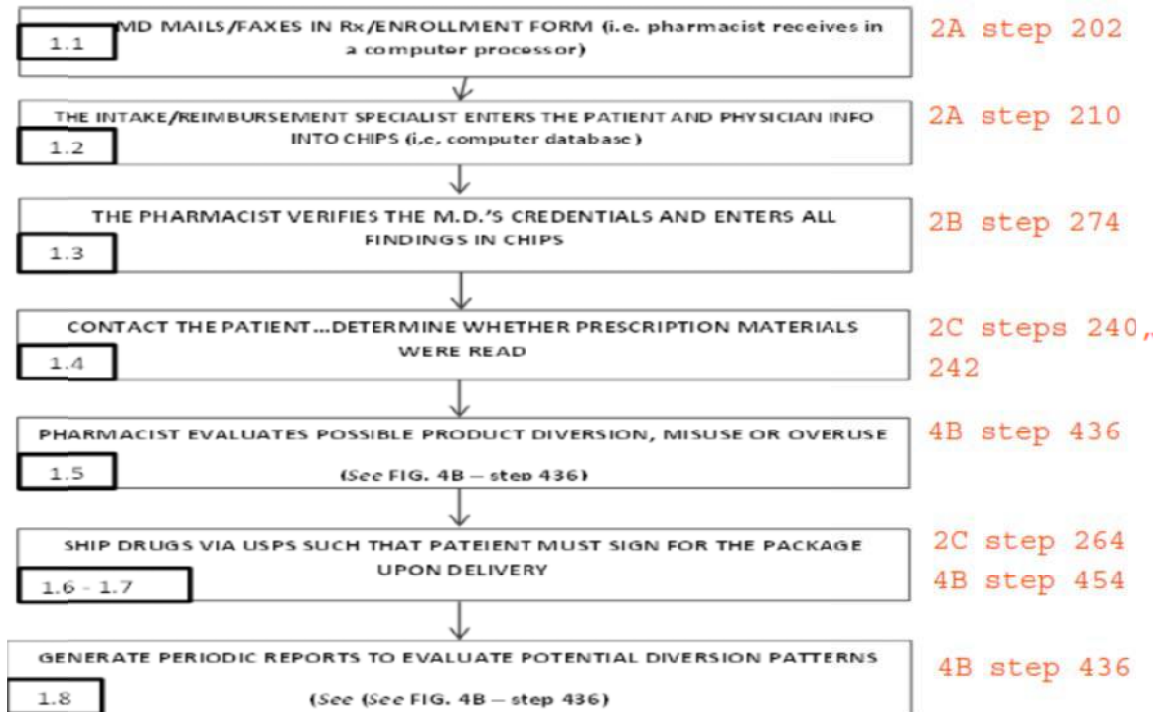 MD MAILS/FAXES IN Rx/ENROLLMENT FORM (i.e. pharmacist receives in
a computer processor)
1.1
2A step 202
THE INTAKE/REIMBURSEMENT SPECIALIST ENTERS THE PATIENT AND PHYSICIAN INFO
INTO CHIPS (i.e. computer database)
1.2
2A step 210
THE PHARMACIST VERIFIES THE M.D.'S CREDENTIALS AND ENTERS ALL
FINDINGS IN CHIPS
1.3
2B step 274
CONTACT THE PATIENT...DETERMINE WHETHER PRESCRIPTION MATERIALS
WERE READ
1.4
2C steps 240,
242
PHARMACIST EVALUATES POSSIBLE PRODUCT DIVERSION, MISUSE OR OVERUSE
(See FIG. 4B – step 436)
1.5
4B step 436
SHIP DRUGS VIA USPS SUCH THAT PATEIENT MUST SIGN FOR THE PACKAGE
UPON DELIVERY
1.6 - 1.7
2C step 264
4B step 454
GENERATE PERIODIC REPORTS TO EVALUATE POTENTIAL DIVERSION PATTERNS
(See (See FIG. 4B – step 436)
1.8
4B step 436